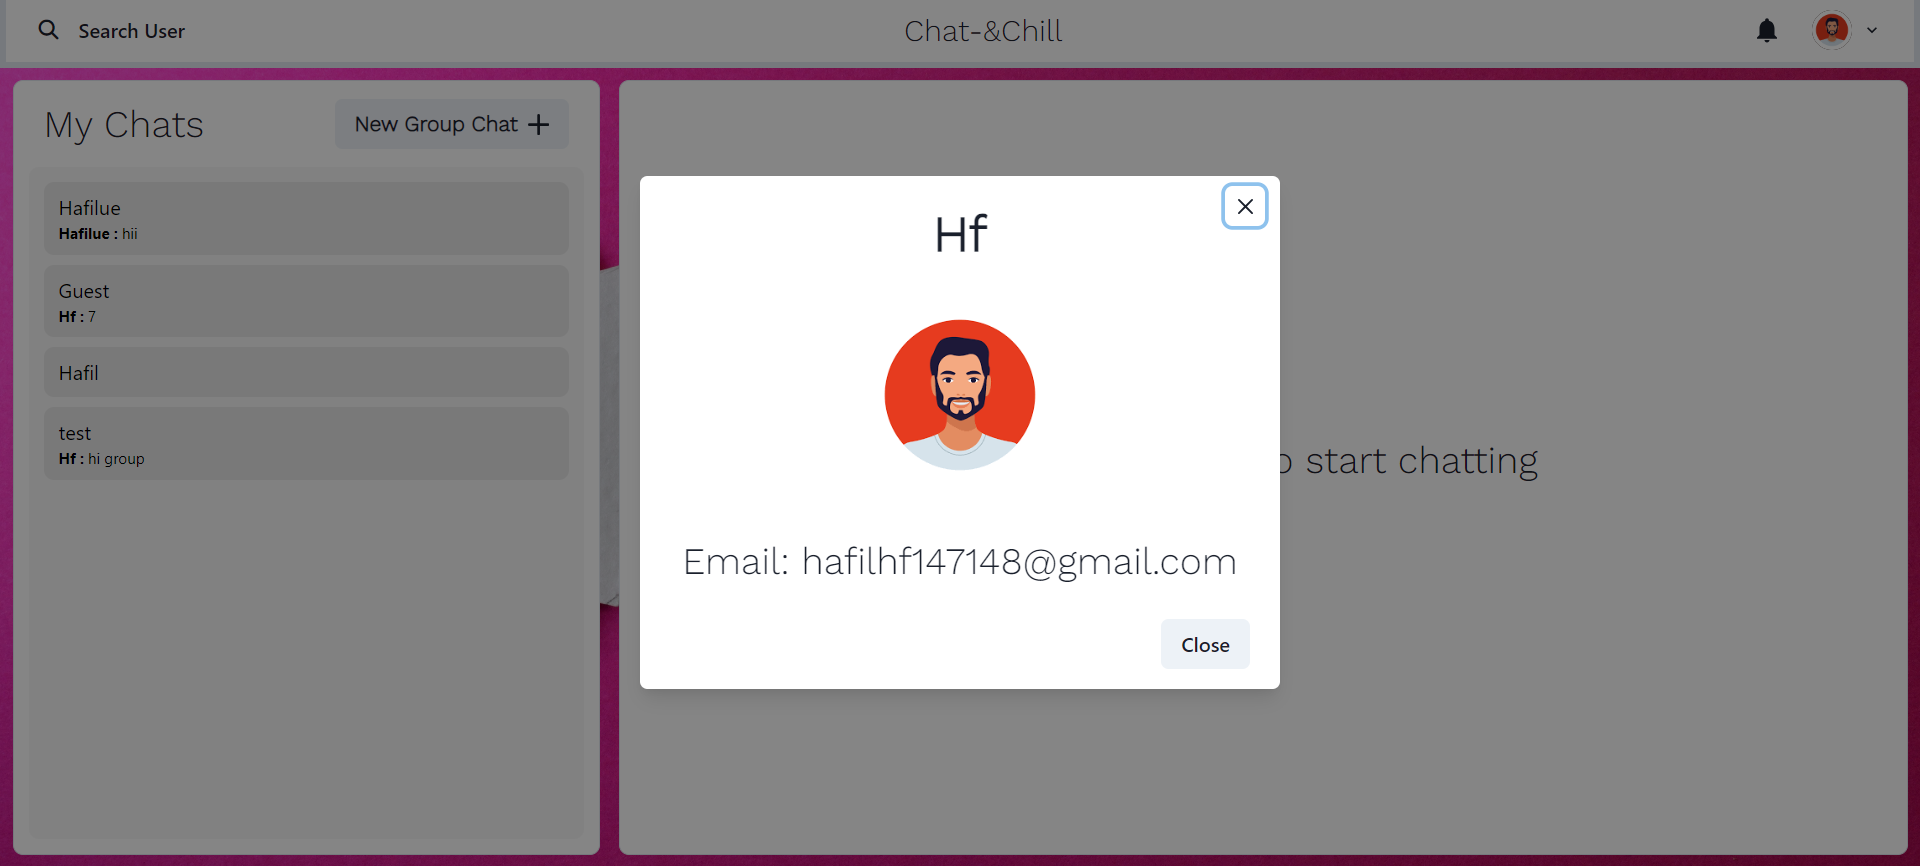 Search User
Chat-&Chill
My Chats
New Group Chat
Hafilue
Hafilue : hii
Guest
Hf : 7
Hafil
test
Hf : hi group
Hf
Email: hafilhf147148@gmail.com
Close
start chatting